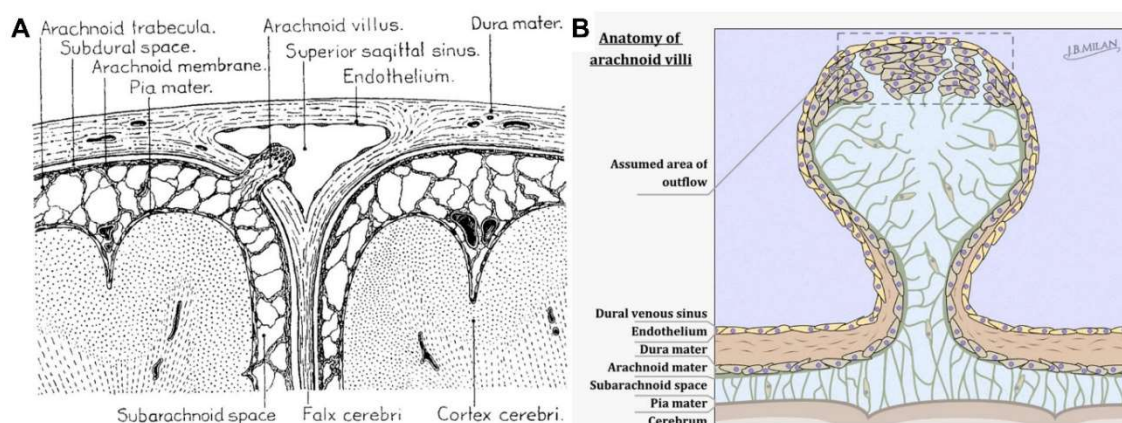 A
Arachnoid trabecula.
Subdural space.
Arachnoid membrane.
Pia mater.
Arachnoid villus.
Superior sagittal sinus.
Endothelium.
Dura mater.
Subarachnoid space
Falx cerebri
Cortex cerebri.
B
Anatomy of
arachnoid villi
J.B.MILAN
Assumed area of
outflow
Dural venous sinus
Endothelium
Dura mater
Arachnoid mater
Subarachnoid space
Pia mater
Cerebrum